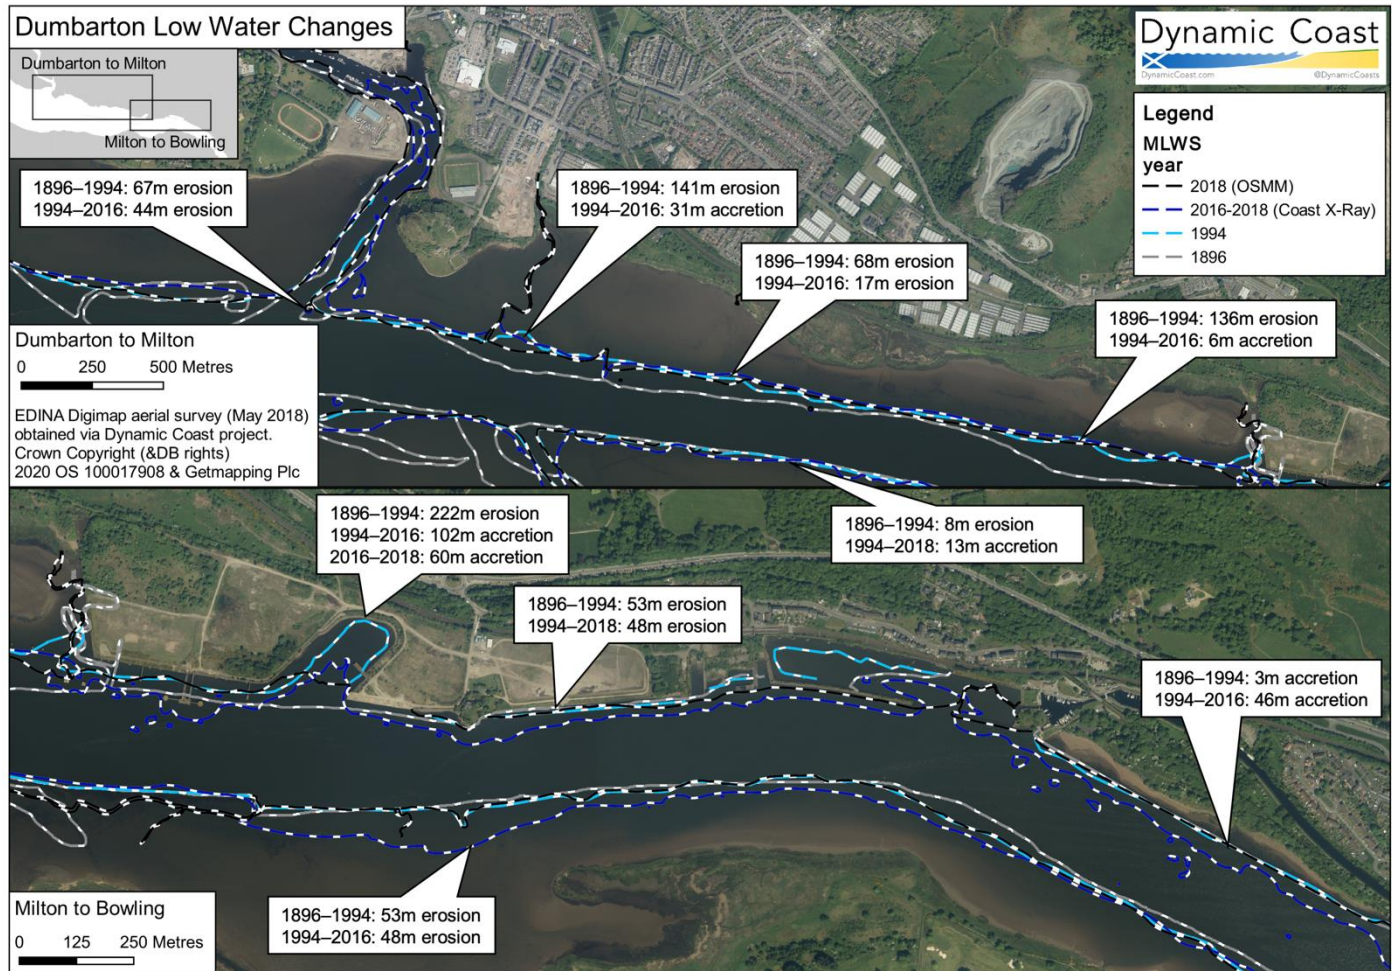 Dumbarton Low Water Changes
Dumbarton to Milton
Milton to Bowling
Dynamic Coast
DynamicCoast.com
@DynamicCoasts
Legend
MLWS
year
2018 (OSMM)
2016-2018 (Coast X-Ray)
1994
1896
1896–1994: 67m erosion
1994–2016: 44m erosion
1896–1994: 141m erosion
1994–2016: 31m accretion
1896–1994: 68m erosion
1994–2016: 17m erosion
1896–1994: 136m erosion
1994–2016: 6m accretion
Dumbarton to Milton
0 250 500 Metres
EDINA Digimap aerial survey (May 2018)
obtained via Dynamic Coast project.
Crown Copyright (&DB rights)
2020 OS 100017908 & Getmapping Plc
1896–1994: 8m erosion
1994–2018: 13m accretion
1896–1994: 222m erosion
1994–2016: 102m accretion
2016–2018: 60m accretion
1896–1994: 53m erosion
1994–2018: 48m erosion
1896–1994: 3m accretion
1994–2016: 46m accretion
1896–1994: 53m erosion
1994–2016: 48m erosion
Milton to Bowling
0 125 250 Metres